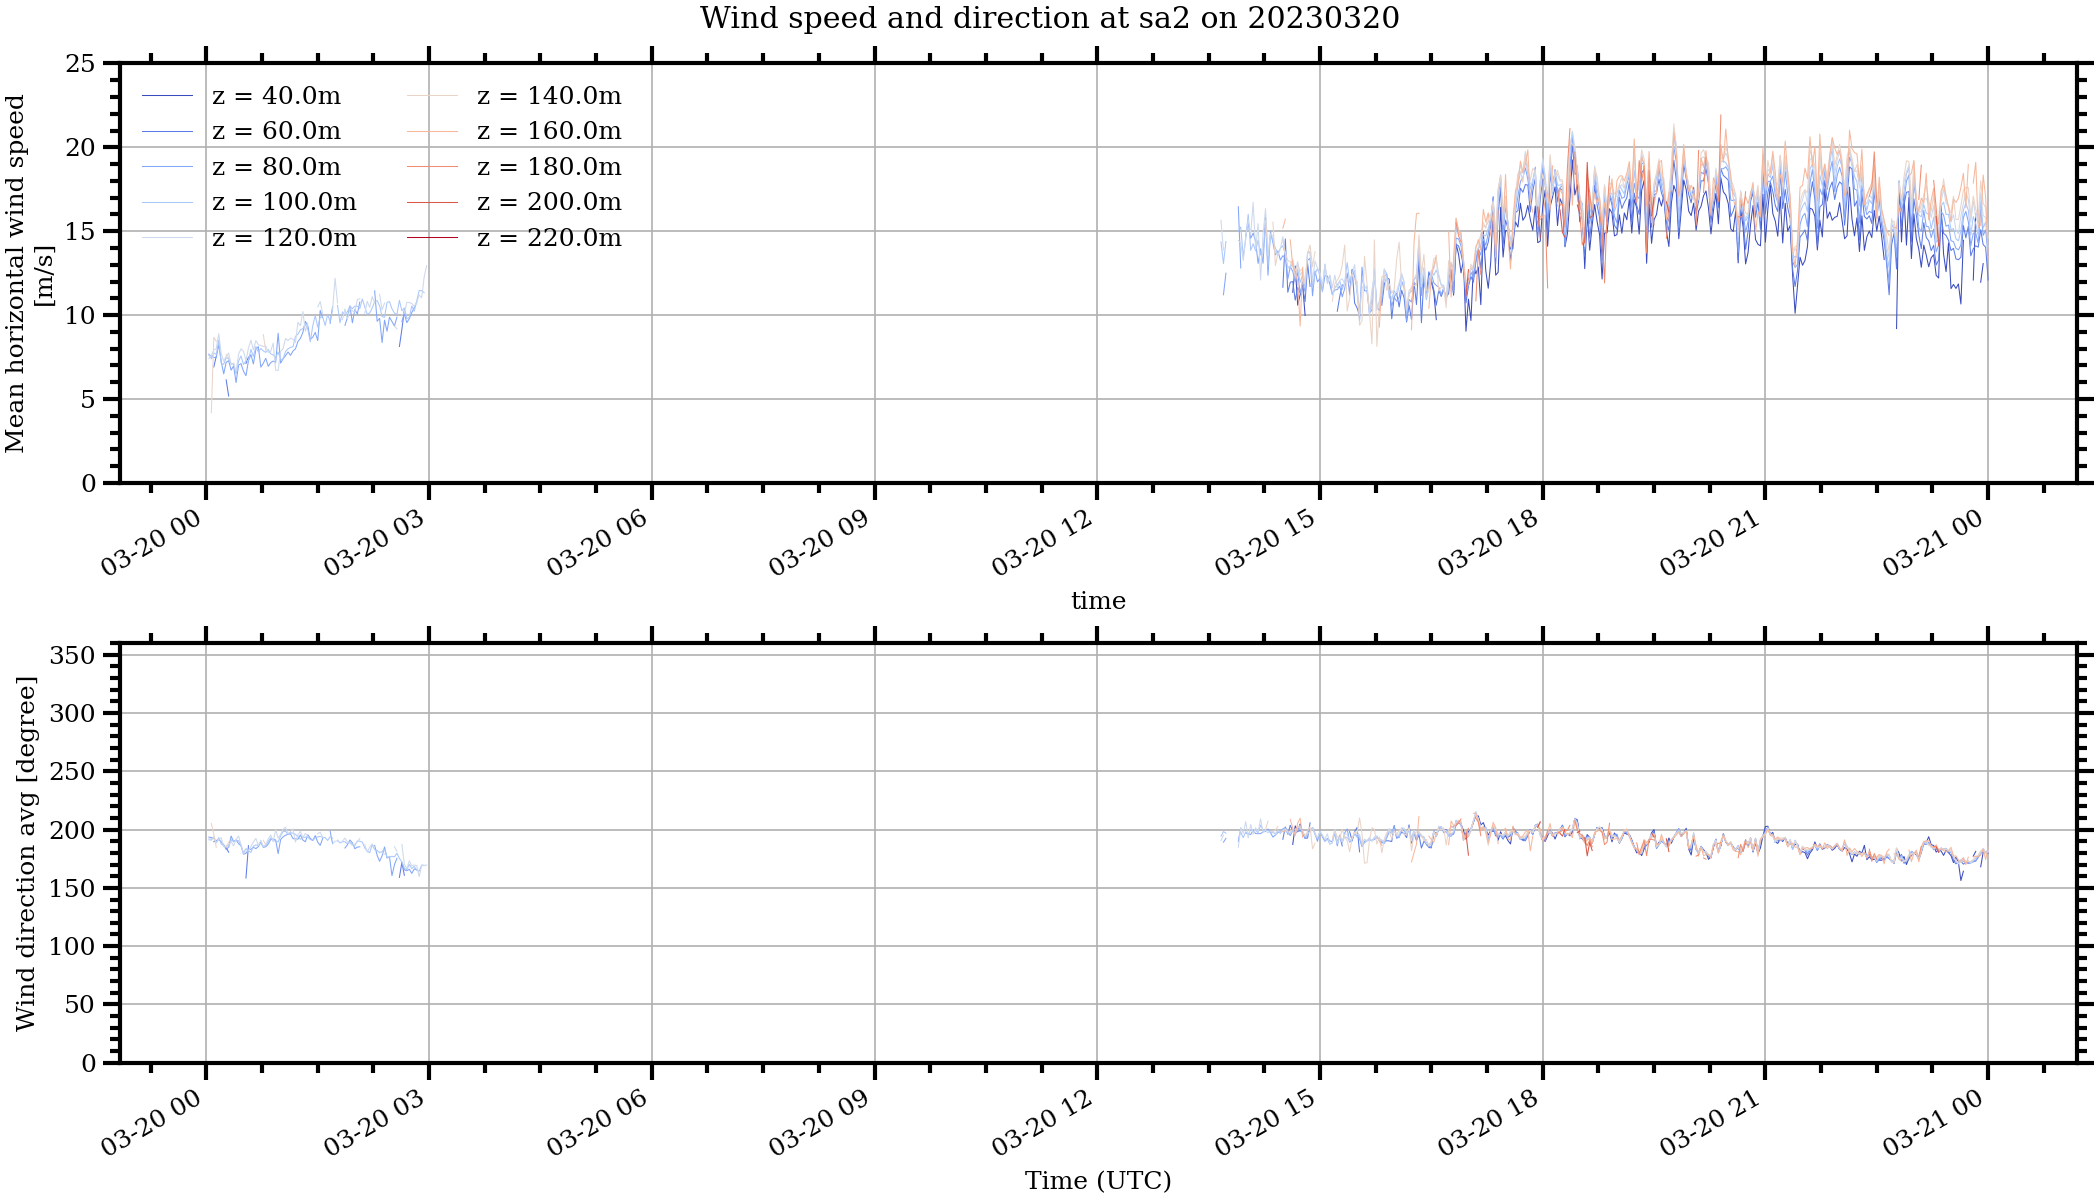 Wind speed and direction at sa2 on 20230320
Mean horizontal wind speed
[m/s]
25
20
15
10
5
0
z = 40.0m
z = 60.0m
z = 80.0m
z = 100.0m
z = 120.0m
z = 140.0m
z = 160.0m
z = 180.0m
z = 200.0m
z = 220.0m
03-20 00
03-20 03
03-20 06
03-20 09
03-20 12
03-20 15
03-20 18
03-20 21
03-21 00
time
Wind direction avg [degree]
350
300
250
200
150
100
50
0
03-20 00
03-20 03
03-20 06
03-20 09
03-20 12
03-20 15
03-20 18
03-20 21
03-21 00
Time (UTC)